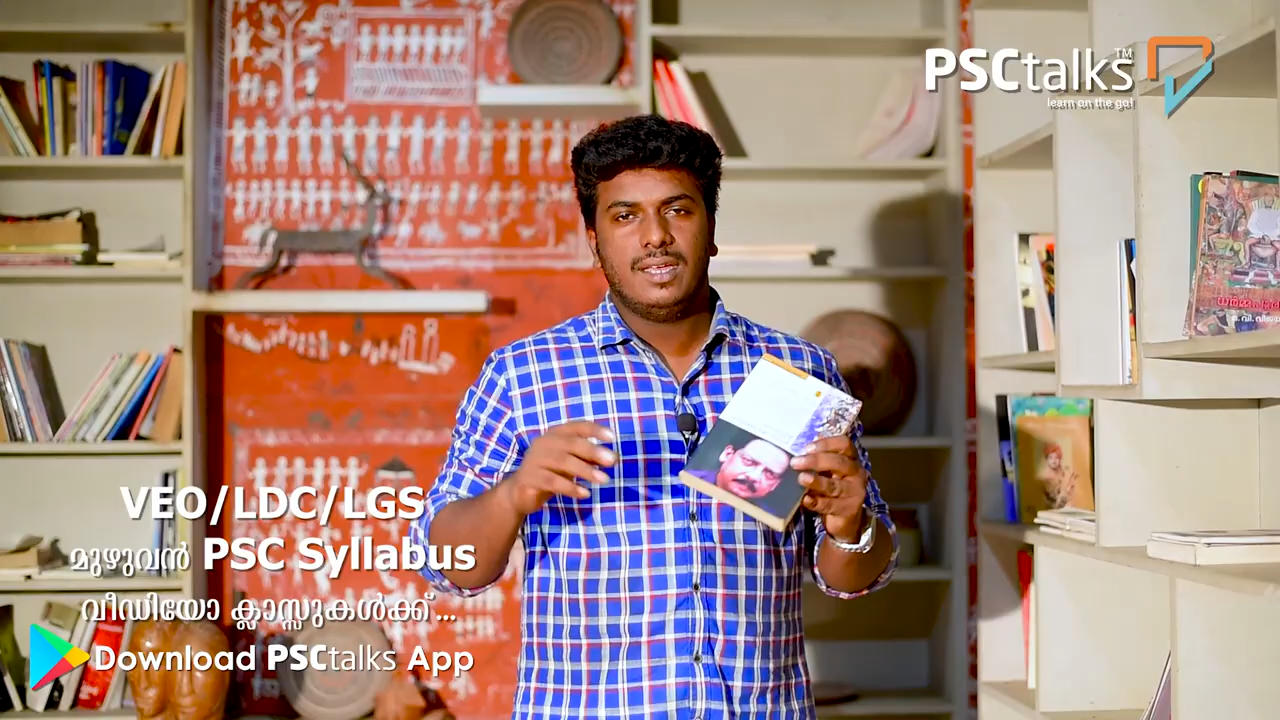 PSCtalks™
learn on the go!
VEO/LDC/LGS
മുഴുവൻ PSC Syllabus
വീഡിയോ ക്ലാസ്സുകൾക്ക്...
Download PSCtalks App